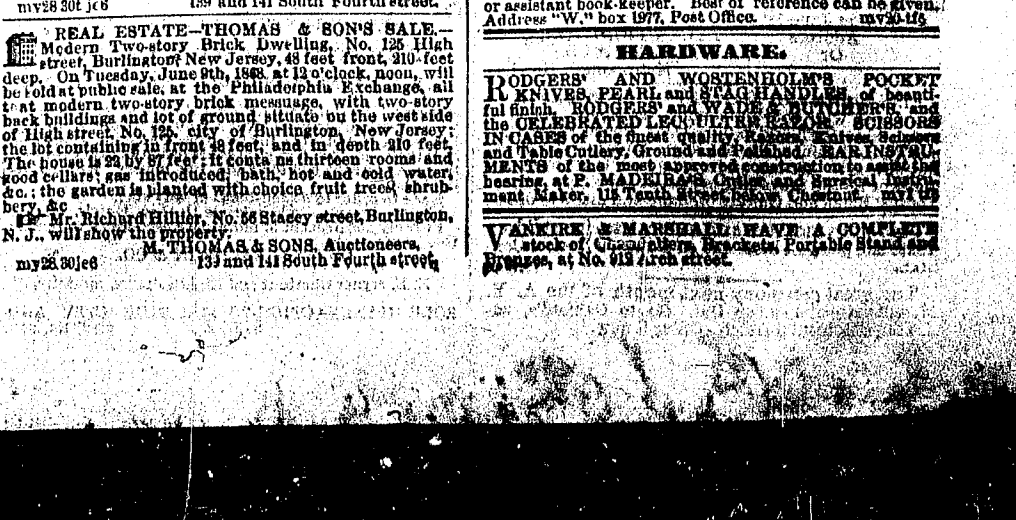 my28 30t je6 139 and 141 South Fourth street.
REAL ESTATE—THOMAS & SON'S SALE.—
Modern Two-story Brick Dwelling, No. 125 High
street, Burlington, New Jersey, 48 feet front, 210 feet
deep. On Tuesday, June 9th, 1868, at 12 o'clock, noon, will
be sold at public sale, at the Philadelphia Exchange, all
that modern two-story brick messuage, with two-story
back buildings and lot of ground situate on the west side
of High street, No. 125, city of Burlington, New Jersey;
the lot containing in front 48 feet, and in depth 210 feet.
The house is 22 by 87 feet; it contains thirteen rooms and
good cellars; gas introduced; bath, hot and cold water,
&c.; the garden is planted with choice fruit trees, shrub-
bery, &c
Mr. Richard Hillier, No. 56 Stacey street, Burlington,
N. J., will show the property.
M. THOMAS & SONS, Auctioneers,
my28 30je6 139 and 141 South Fourth street,
or assistant book-keeper. Best of reference can be given.
Address "W," box 1977, Post Office. my20-tf§
HARDWARE.
RODGERS' AND WOSTENHOLM'S POCKET
KNIVES, PEARL and STAG HANDLES, of beauti-
ful finish. RODGERS' and WADE & BUTCHER'S, and
the CELEBRATED LECOULTRE RAZOR. SCISSORS
IN CASES of the finest quality. Razors, Knives, Scissors
and Table Cutlery, Ground and Polished. EAR INSTRU-
MENTS of the most approved construction to assist the
hearing, at P. MADEIRA'S, Cutler and Surgical Instru-
ment Maker, 115 Tenth Street, below Chestnut. my1 tf§
VANKIRK & MARSHALL HAVE A COMPLETE
stock of Chandeliers, Brackets, Portable Stand and
Bronzes, at No. 912 Arch street.